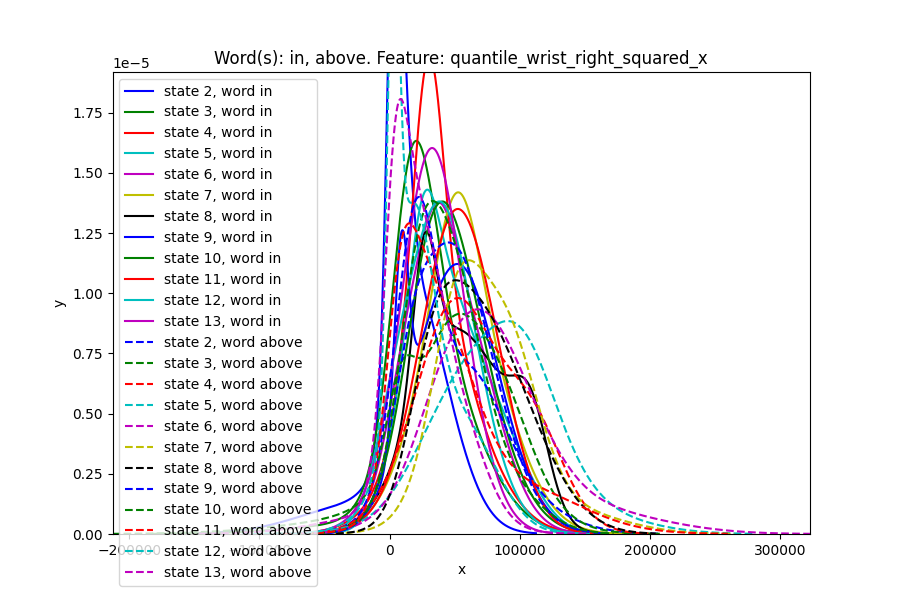 Word(s): in, above. Feature: quantile_wrist_right_squared_x
1e−5
1.75
1.50
1.25
1.00
0.75
0.50
0.25
0.00
y
state 2, word in
state 3, word in
state 4, word in
state 5, word in
state 6, word in
state 7, word in
state 8, word in
state 9, word in
state 10, word in
state 11, word in
state 12, word in
state 13, word in
state 2, word above
state 3, word above
state 4, word above
state 5, word above
state 6, word above
state 7, word above
state 8, word above
state 9, word above
state 10, word above
state 11, word above
state 12, word above
state 13, word above
−200000 −100000 0 100000 200000 300000
x